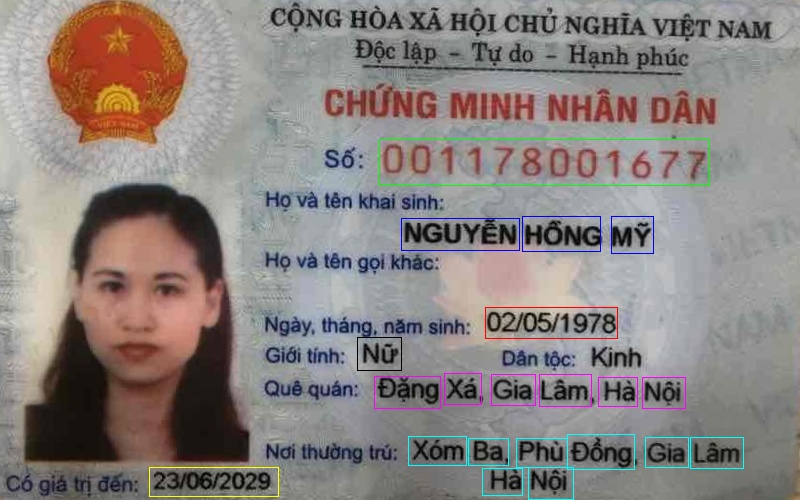 CỘNG HÒA XÃ HỘI CHỦ NGHĨA VIỆT NAM
Độc lập - Tự do - Hạnh phúc
CHỨNG MINH NHÂN DÂN
Số: 001178001677
Họ và tên khai sinh:
NGUYỄN HỒNG MỸ
Họ và tên gọi khác:
Ngày, tháng, năm sinh: 02/05/1978
Giới tính: Nữ Dân tộc: Kinh
Quê quán: Đặng Xá, Gia Lâm, Hà Nội
Nơi thường trú: Xóm Ba, Phù Đồng, Gia Lâm
Hà Nội
Có giá trị đến: 23/06/2029